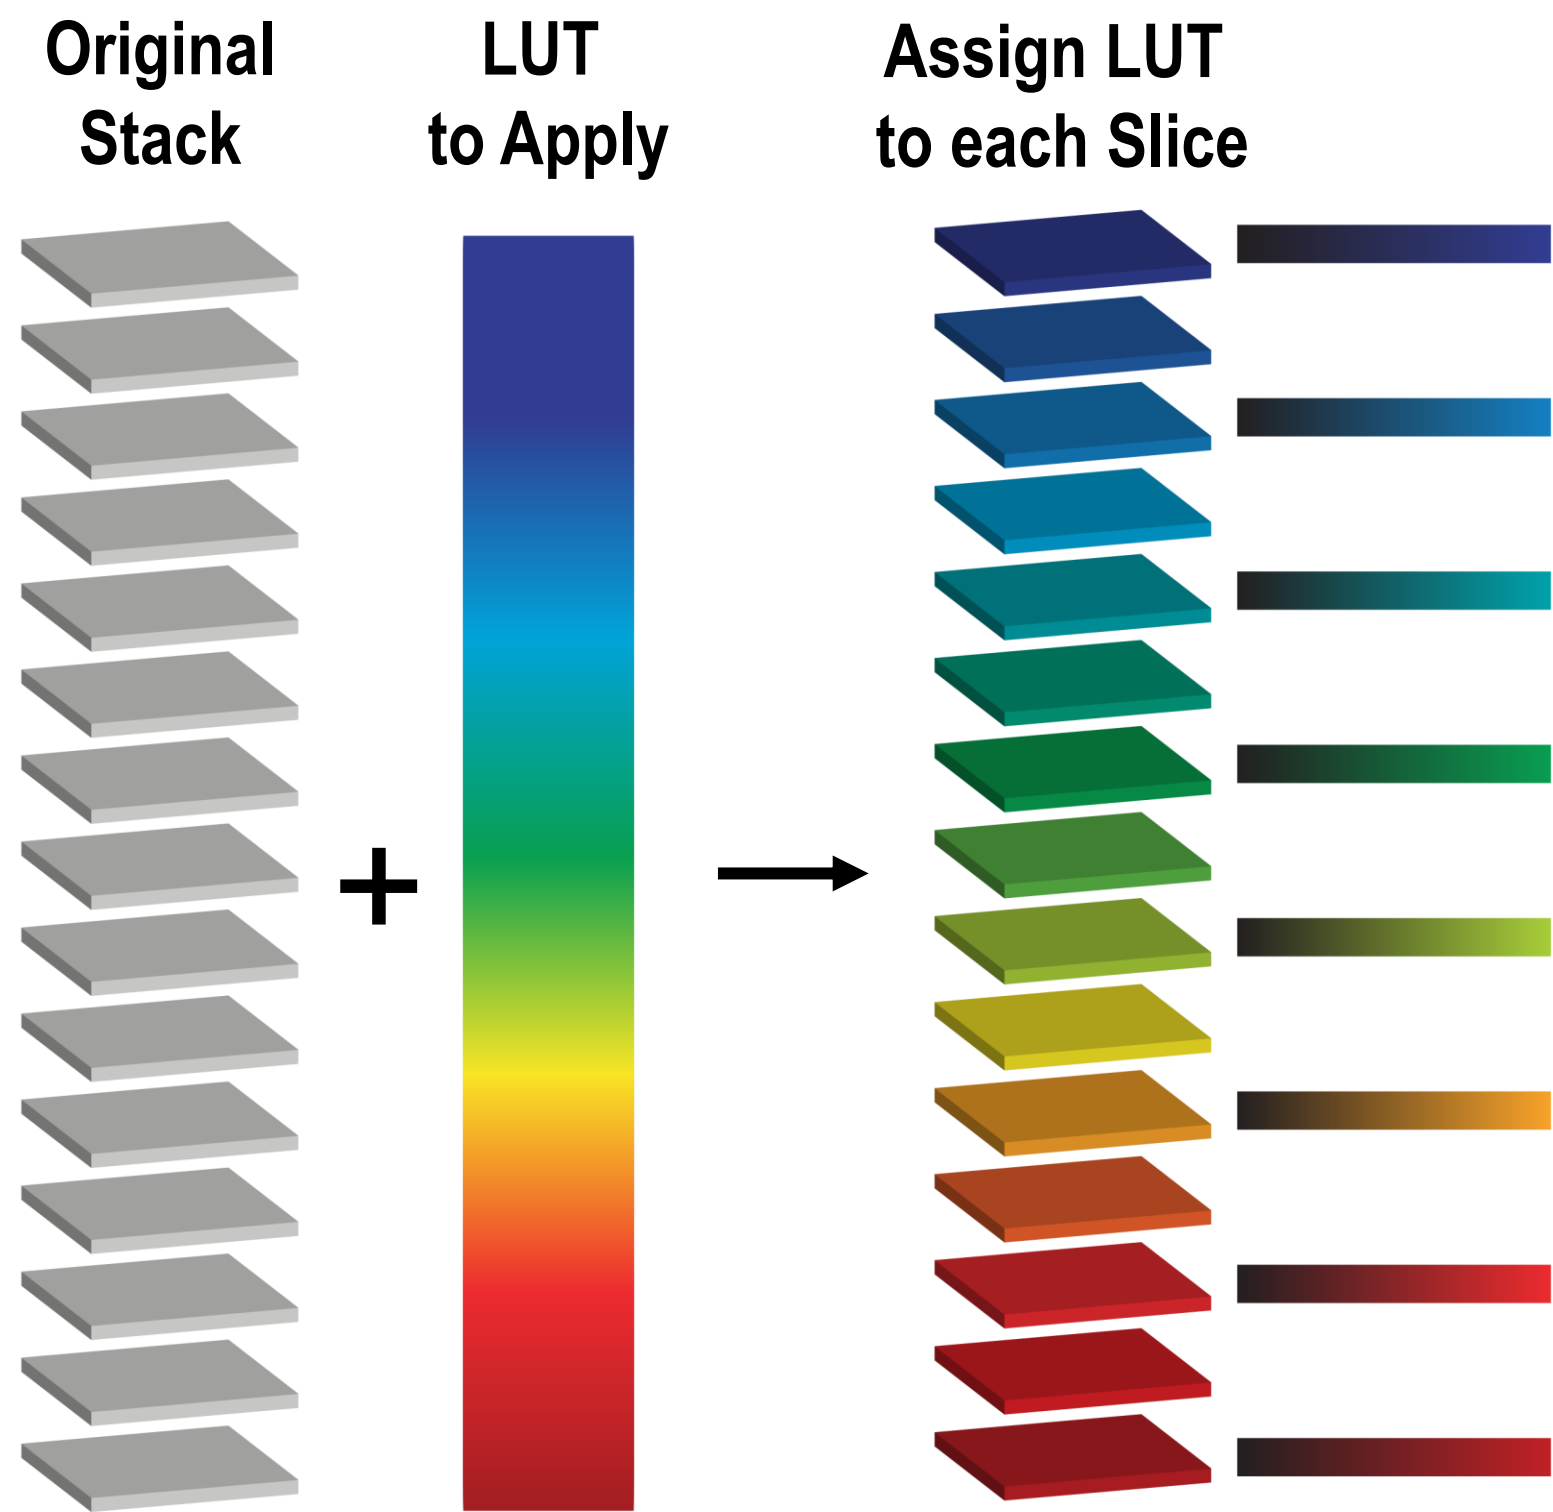 Original
Stack
LUT
to Apply
Assign LUT
to each Slice
+